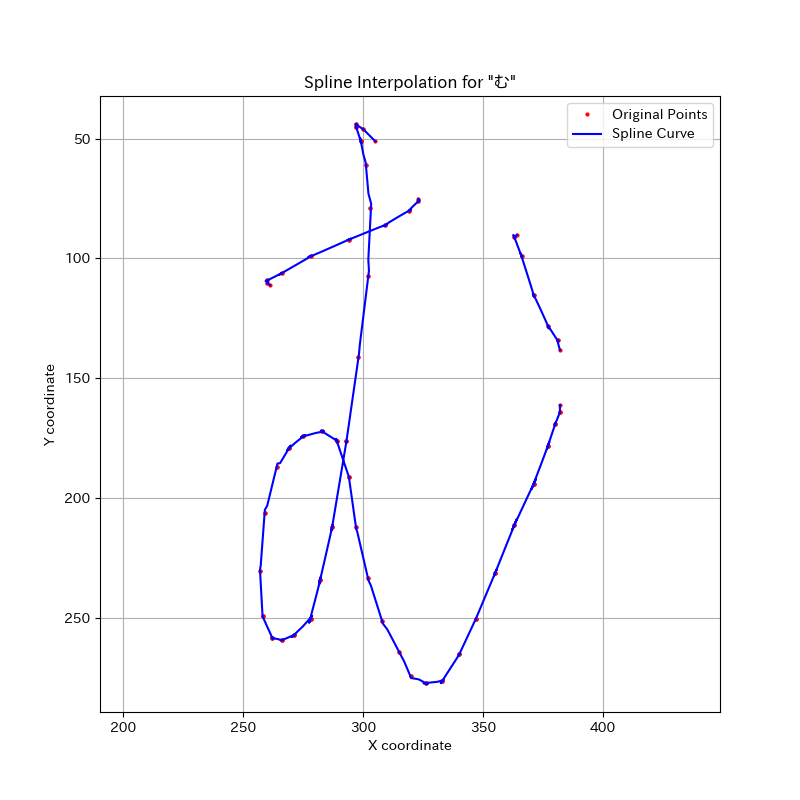 Spline Interpolation for "む"
Original Points
Spline Curve
50
100
150
200
250
Y coordinate
200 250 300 350 400
X coordinate